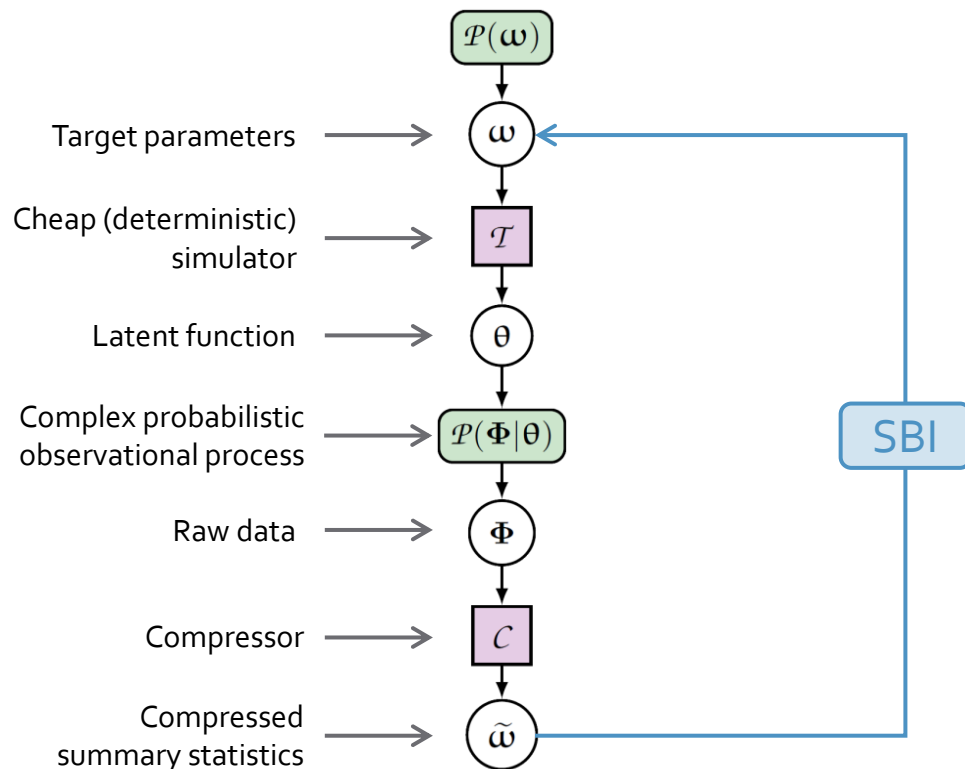 𝒫(ω)
Target parameters
ω
Cheap (deterministic)
simulator
𝒯
Latent function
θ
Complex probabilistic
observational process
𝒫(Φ|θ)
SBI
Raw data
Φ
Compressor
𝒞
Compressed
summary statistics
ω̃